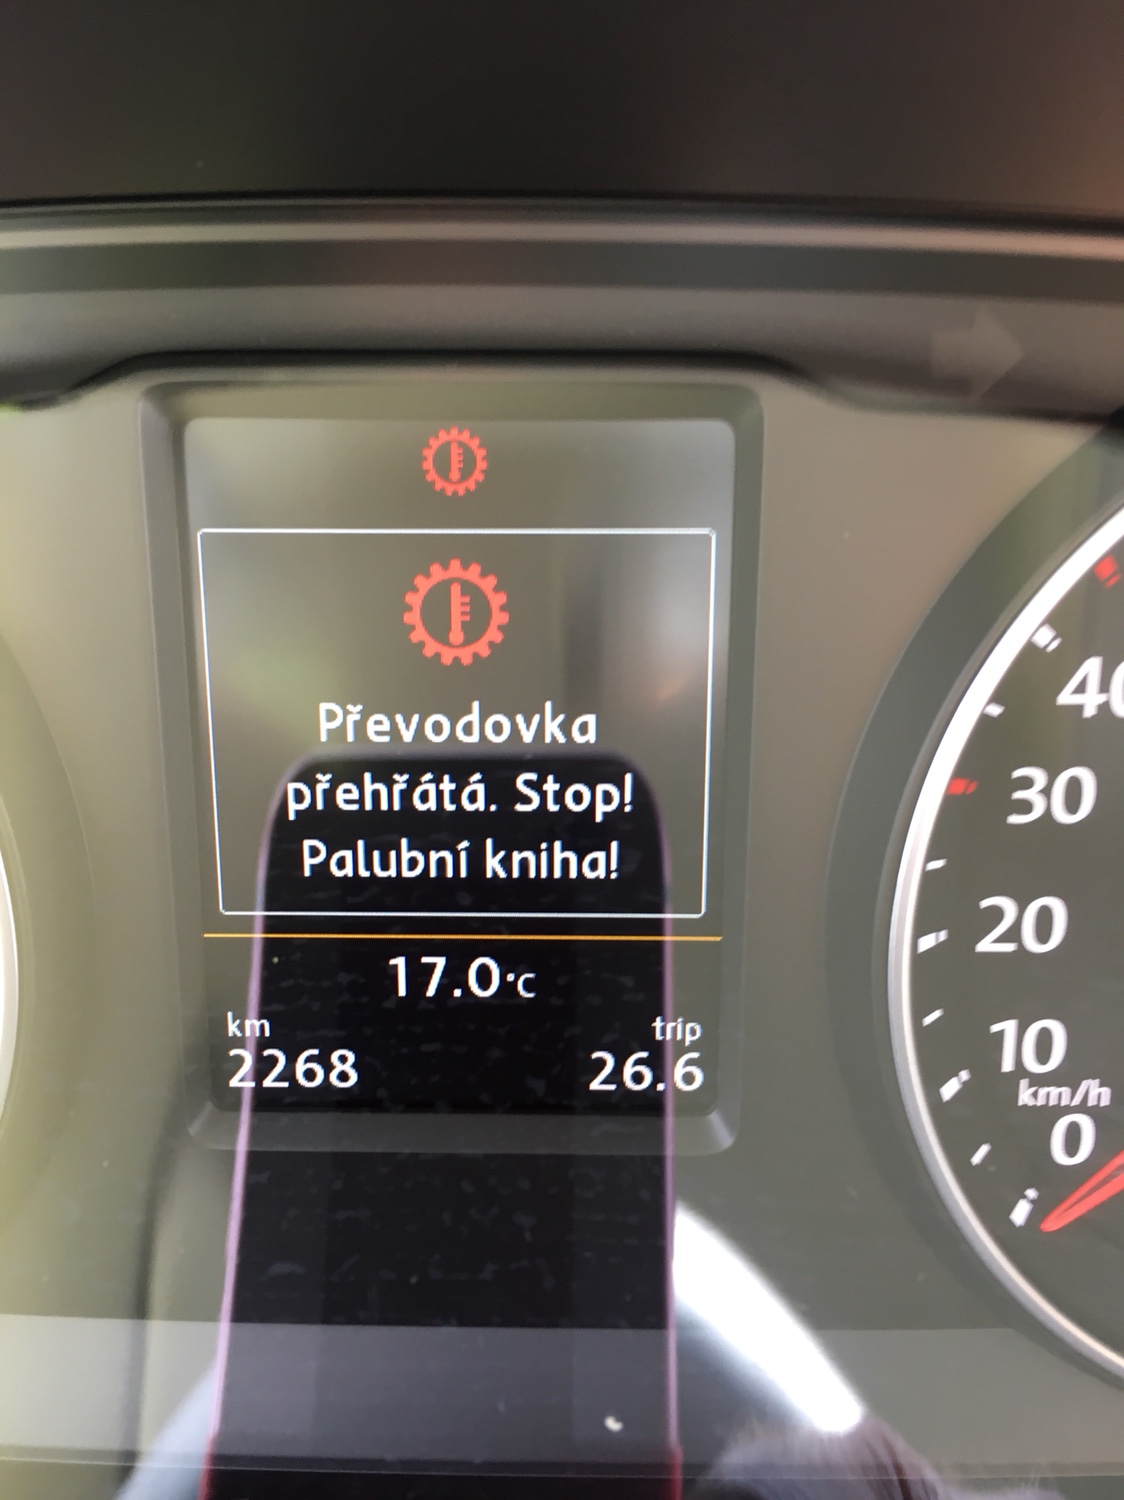 Převodovka
přehřátá. Stop!
Palubní kniha!
17.0°C
km trip
2268 26.6
40
30
20
10
km/h
0